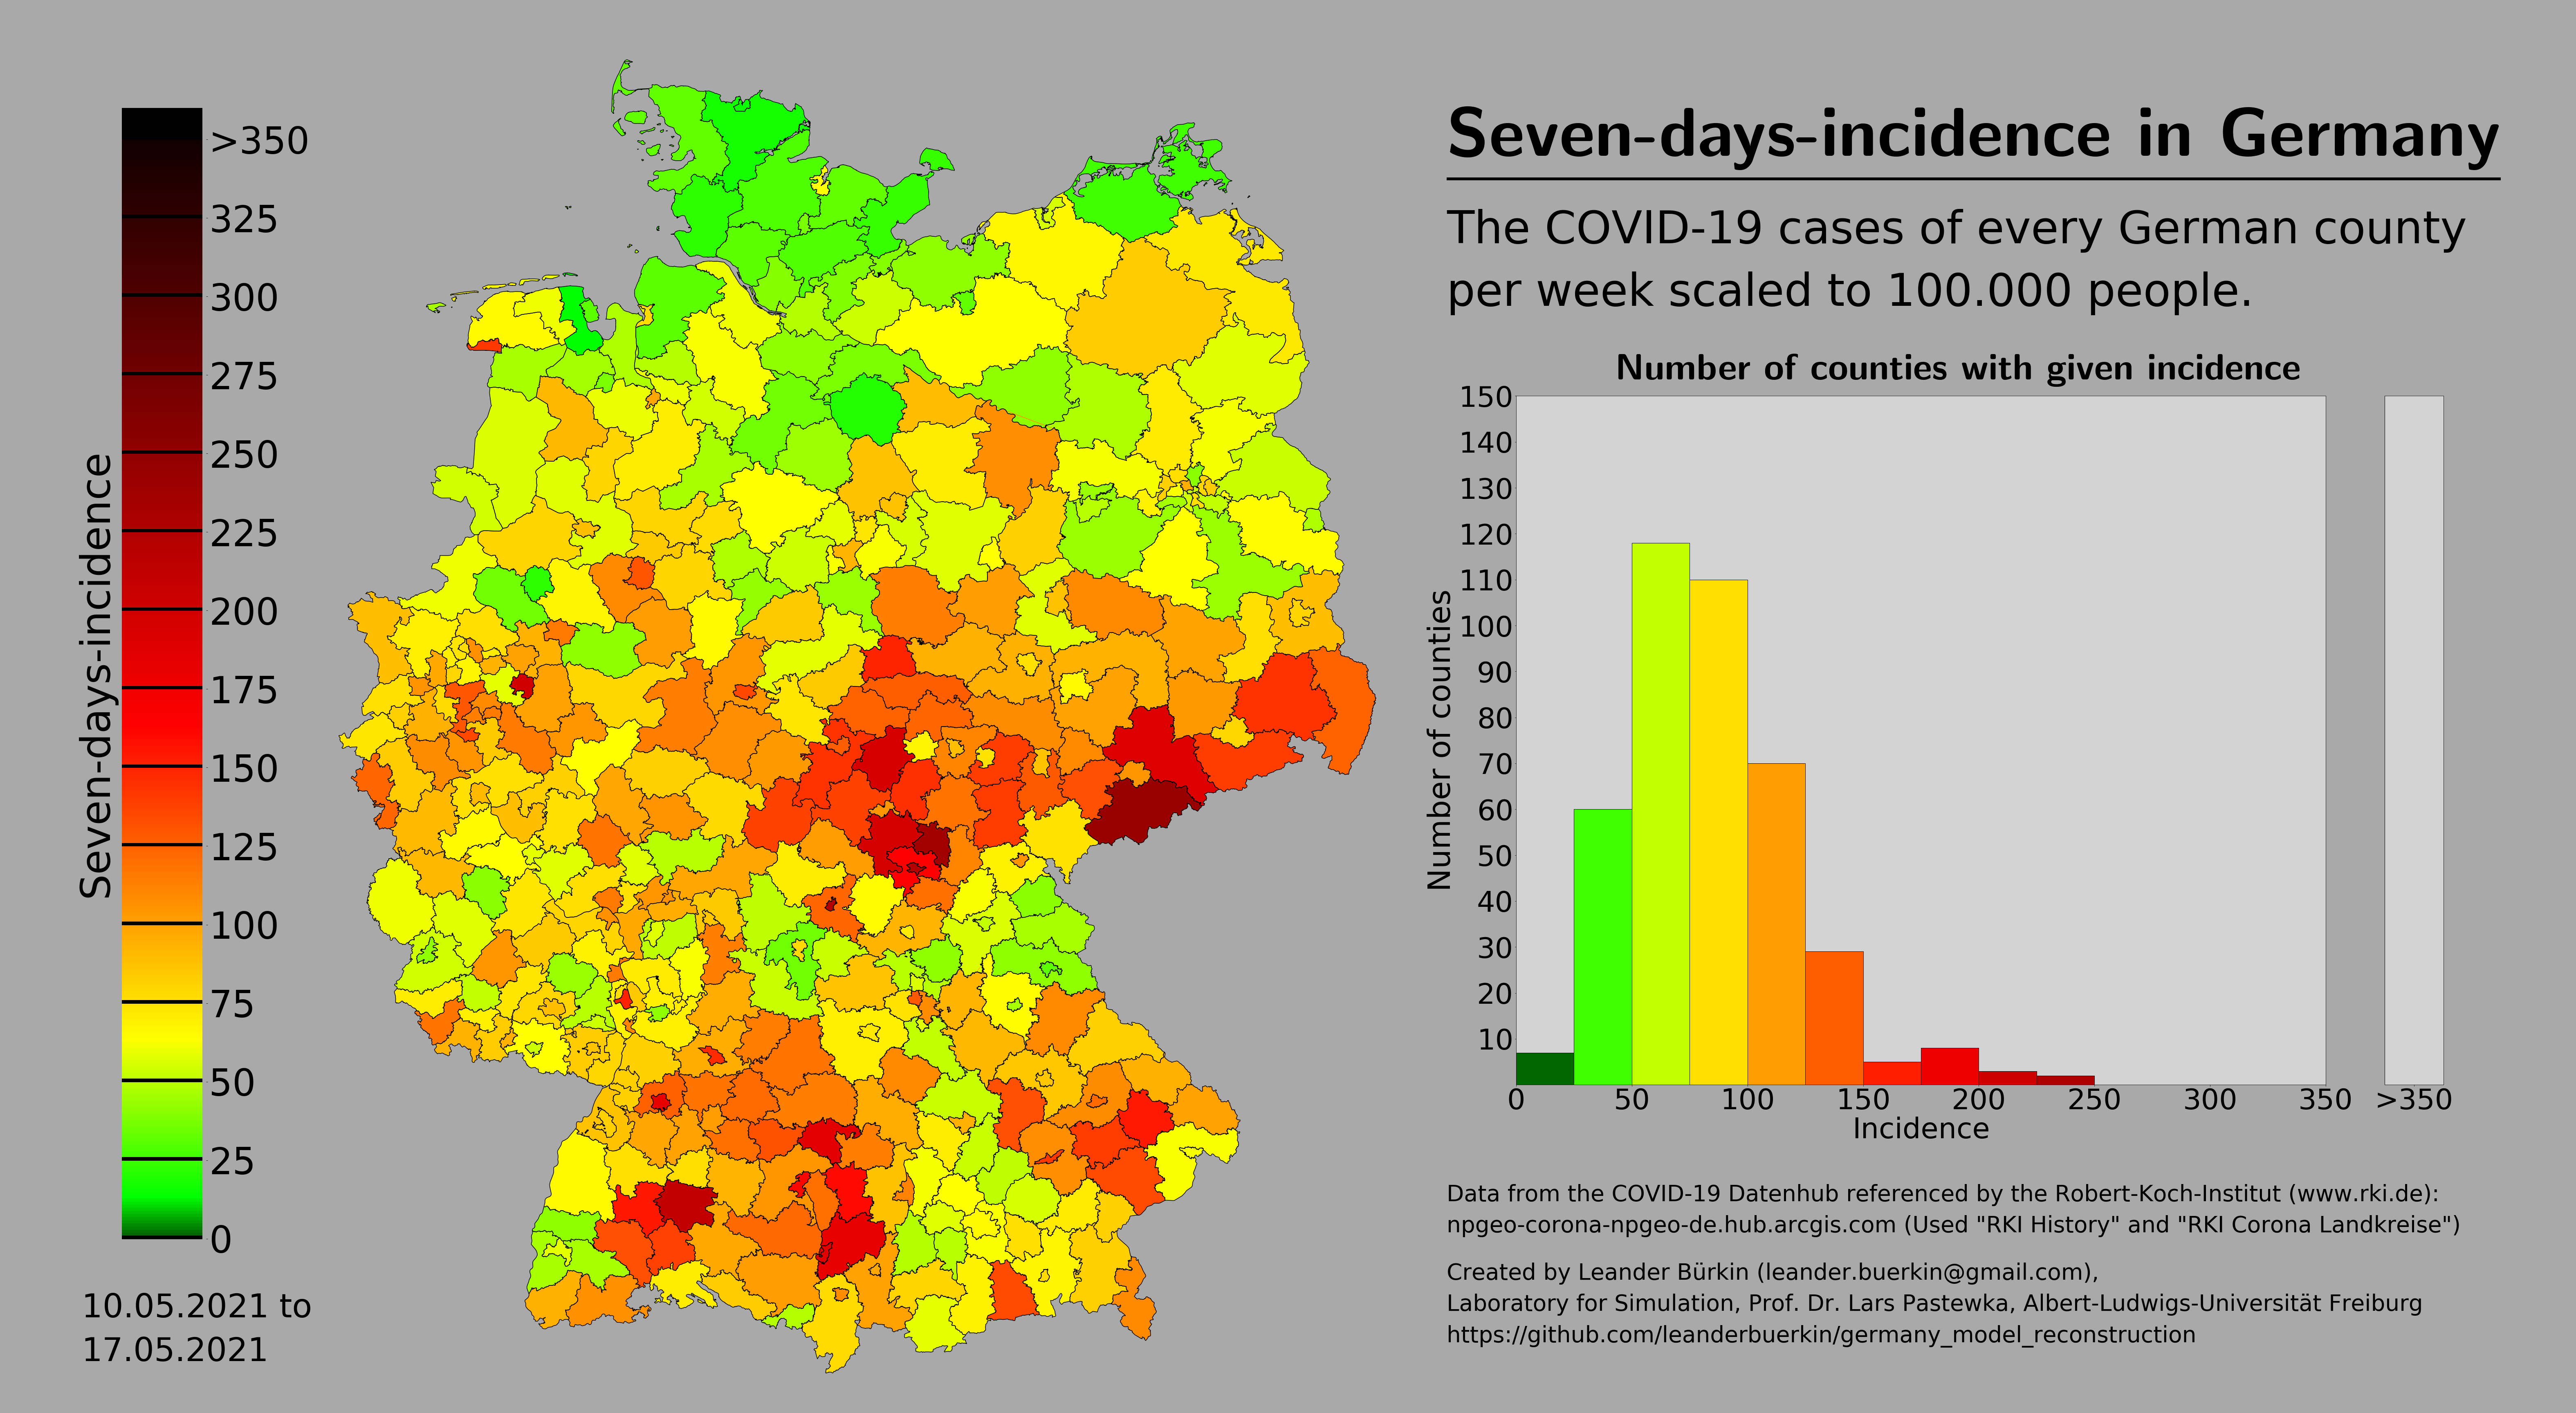 Seven-days-incidence in Germany
The COVID-19 cases of every German county
per week scaled to 100.000 people.
Seven-days-incidence
>350
325
300
275
250
225
200
175
150
125
100
75
50
25
0
10.05.2021 to
17.05.2021
Number of counties with given incidence
Number of counties
150
140
130
120
110
100
90
80
70
60
50
40
30
20
10
0 50 100 150 200 250 300 350 >350
Incidence
Data from the COVID-19 Datenhub referenced by the Robert-Koch-Institut (www.rki.de):
npgeo-corona-npgeo-de.hub.arcgis.com (Used "RKI History" and "RKI Corona Landkreise")
Created by Leander Bürkin (leander.buerkin@gmail.com),
Laboratory for Simulation, Prof. Dr. Lars Pastewka, Albert-Ludwigs-Universität Freiburg
https://github.com/leanderbuerkin/germany_model_reconstruction